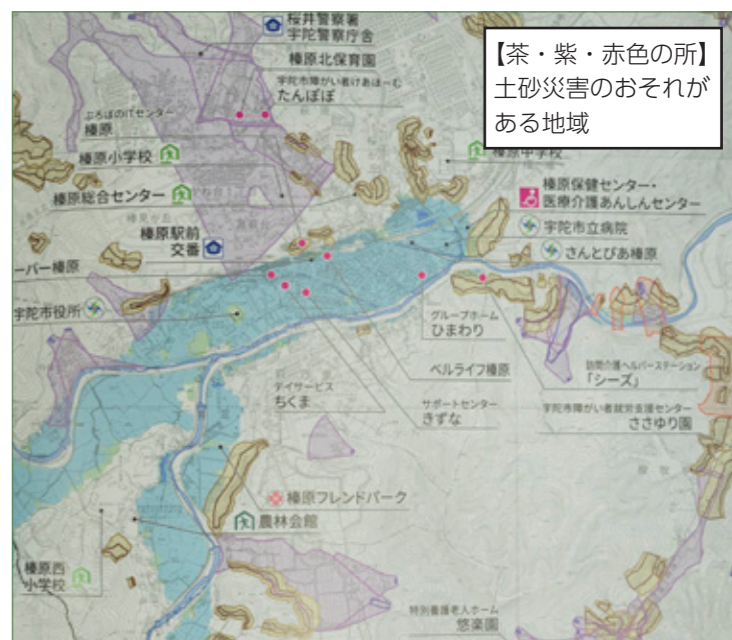 桜井警察署
宇陀警察庁舎
榛原北保育園
宇陀市障がい者けあほーむ
たんぽぽ
【茶・紫・赤色の所】
土砂災害のおそれが
ある地域
ぷろぼのITセンター
榛原
榛原小学校
榛原中学校
榛原総合センター
榛原保健センター・
医療介護あんしんセンター
宇陀市立病院
さんとぴあ榛原
榛原駅前
交番
ーパー榛原
宇陀市役所
グループホーム
ひまわり
ベルライフ榛原
訪問介護ヘルパーステーション
「シーズ」
デイサービス
ちくま
サポートセンター
きずな
宇陀市障がい者就労支援センター
ささゆり園
榛原フレンドパーク
農林会館
榛原西
小学校
特別養護老人ホーム
悠楽園